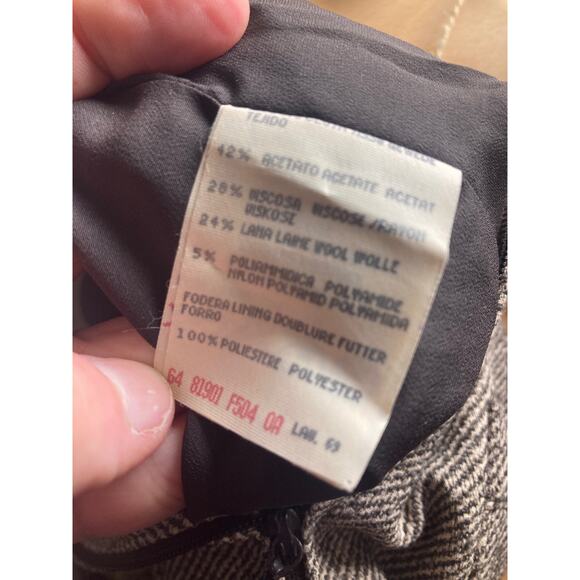 TEJIDO
42% ACETATO ACETATE ACETAT
28% VISCOSA VISCOSE/RAYON
VISKOSE
24% LANA LAINE WOOL WOLLE
5% POLIAMMIDICA POLYAMIDE
NYLON POLYAMID POLYAMIDA
FODERA LINING DOUBLURE FUTTER
FORRO
100% POLIESTERE POLYESTER
64 81901 F504 0A LAV. 69